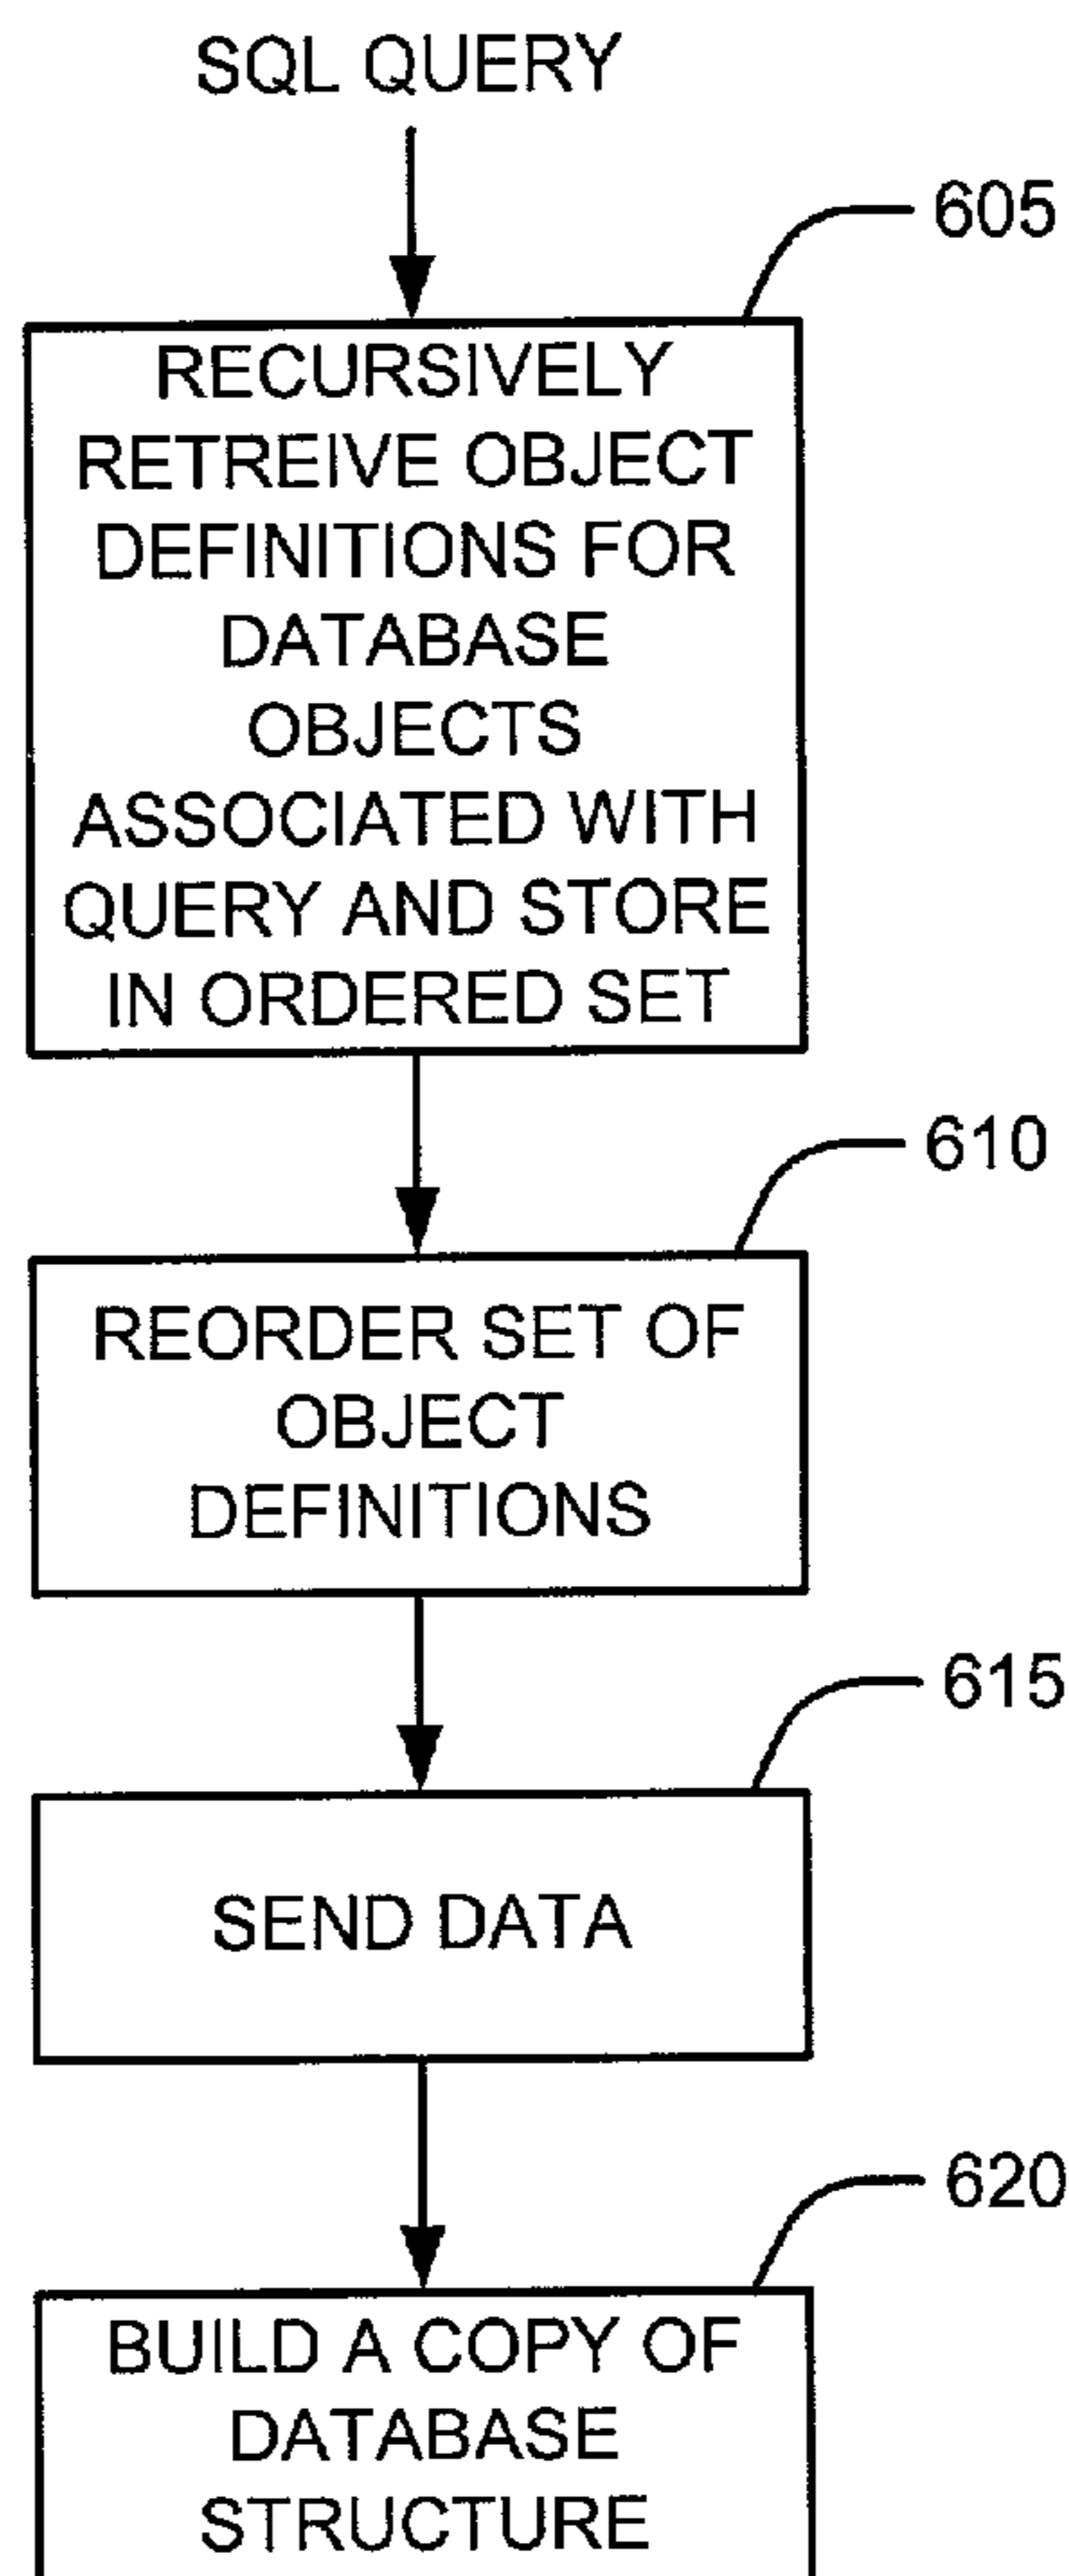 SQL QUERY
605
RECURSIVELY
RETREIVE OBJECT
DEFINITIONS FOR
DATABASE
OBJECTS
ASSOCIATED WITH
QUERY AND STORE
IN ORDERED SET
610
REORDER SET OF
OBJECT
DEFINITIONS
615
SEND DATA
620
BUILD A COPY OF
DATABASE
STRUCTURE